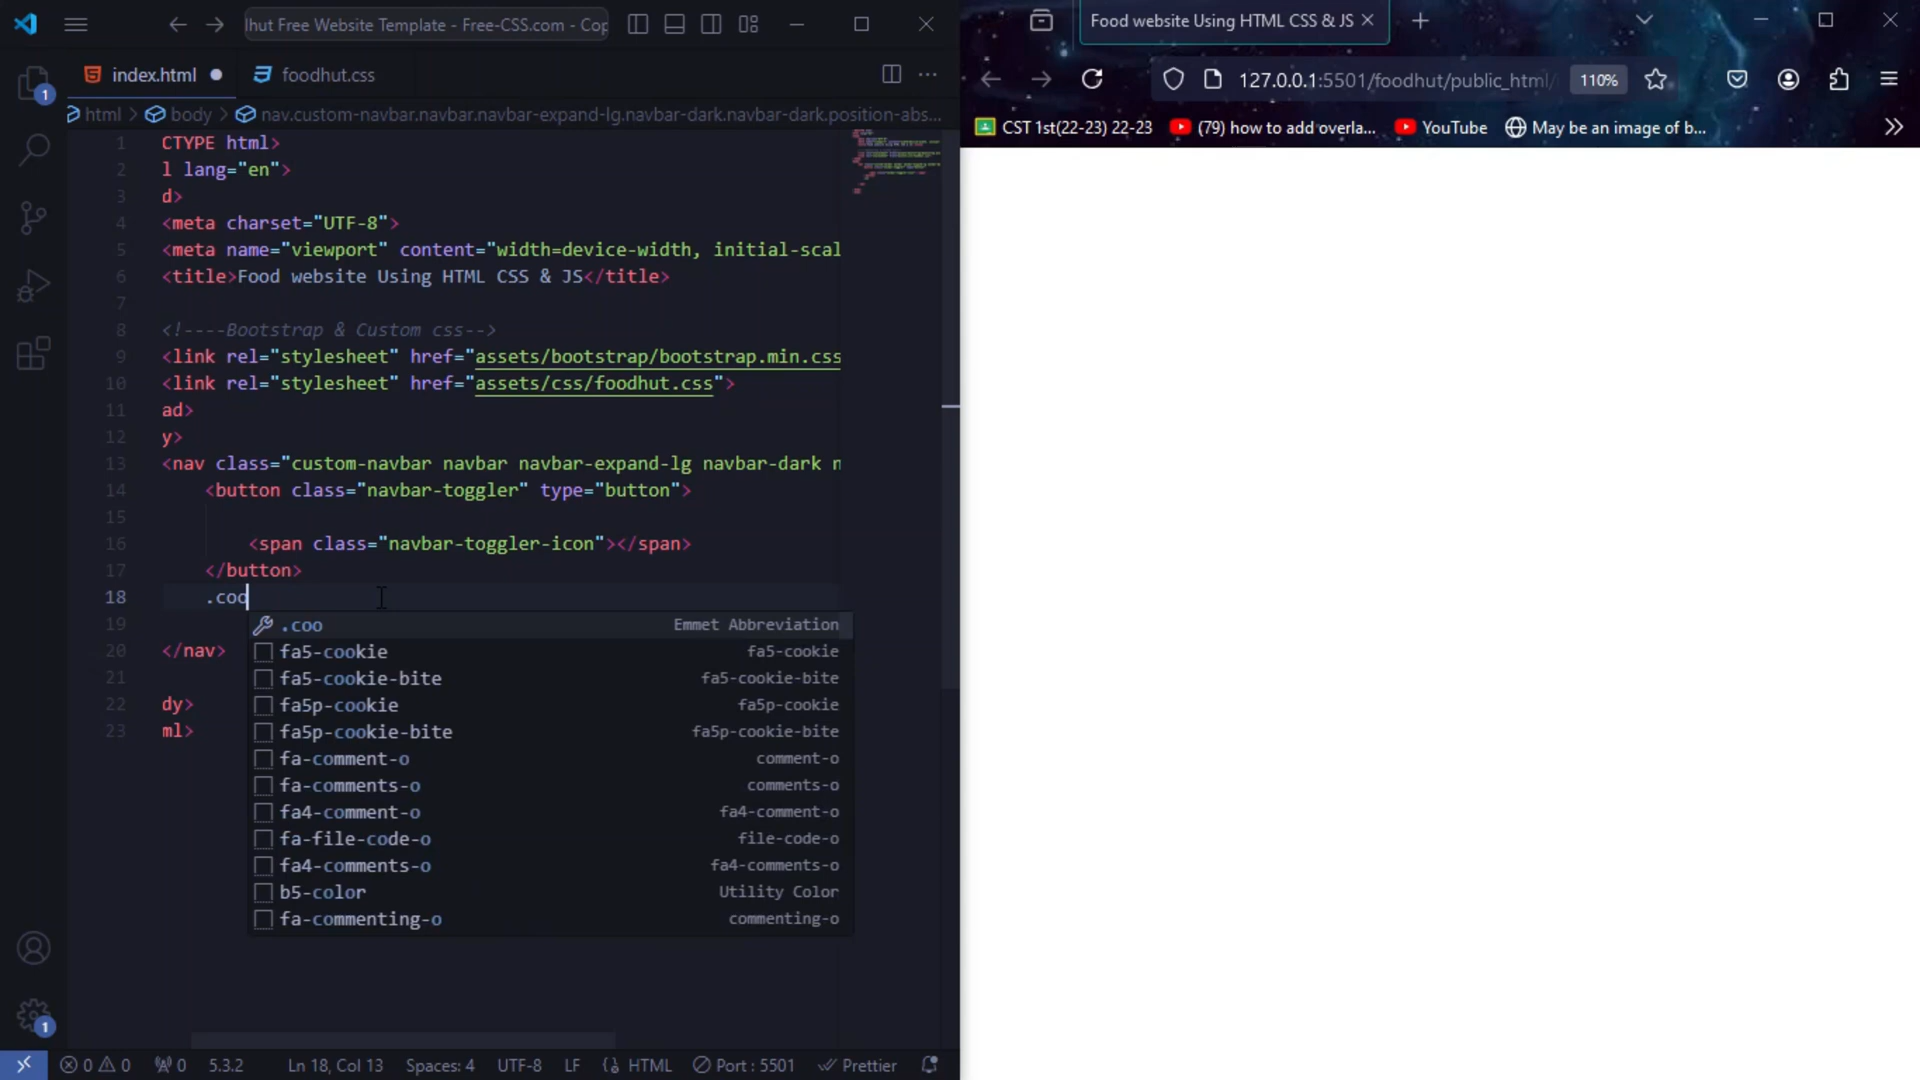 lhut Free Website Template - Free-CSS.com - Cop
index.html
foodhut.css
html > body > nav.custom-navbar.navbar.navbar-expand-lg.navbar-dark.navbar-dark.position-abs...
1 CTYPE html>
2 l lang="en">
3 d>
4 <meta charset="UTF-8">
5 <meta name="viewport" content="width=device-width, initial-scal
6 <title>Food website Using HTML CSS & JS</title>
7
8 <!----Bootstrap & Custom css-->
9 <link rel="stylesheet" href="assets/bootstrap/bootstrap.min.css
10 <link rel="stylesheet" href="assets/css/foodhut.css">
11 ad>
12 y>
13 <nav class="custom-navbar navbar navbar-expand-lg navbar-dark n
14 <button class="navbar-toggler" type="button">
15
16 <span class="navbar-toggler-icon"></span>
17 </button>
18 .coo
19
20 </nav>
21
22 dy>
23 ml>
.coo Emmet Abbreviation
fa5-cookie fa5-cookie
fa5-cookie-bite fa5-cookie-bite
fa5p-cookie fa5p-cookie
fa5p-cookie-bite fa5p-cookie-bite
fa-comment-o comment-o
fa-comments-o comments-o
fa4-comment-o fa4-comment-o
fa-file-code-o file-code-o
fa4-comments-o fa4-comments-o
b5-color Utility Color
fa-commenting-o commenting-o
1
1
0 0 0 5.3.2 Ln 18, Col 13 Spaces: 4 UTF-8 LF {} HTML Port : 5501 Prettier
Food website Using HTML CSS & JS
127.0.0.1:5501/foodhut/public_html/ 110%
CST 1st(22-23) 22-23 (79) how to add overla... YouTube May be an image of b...